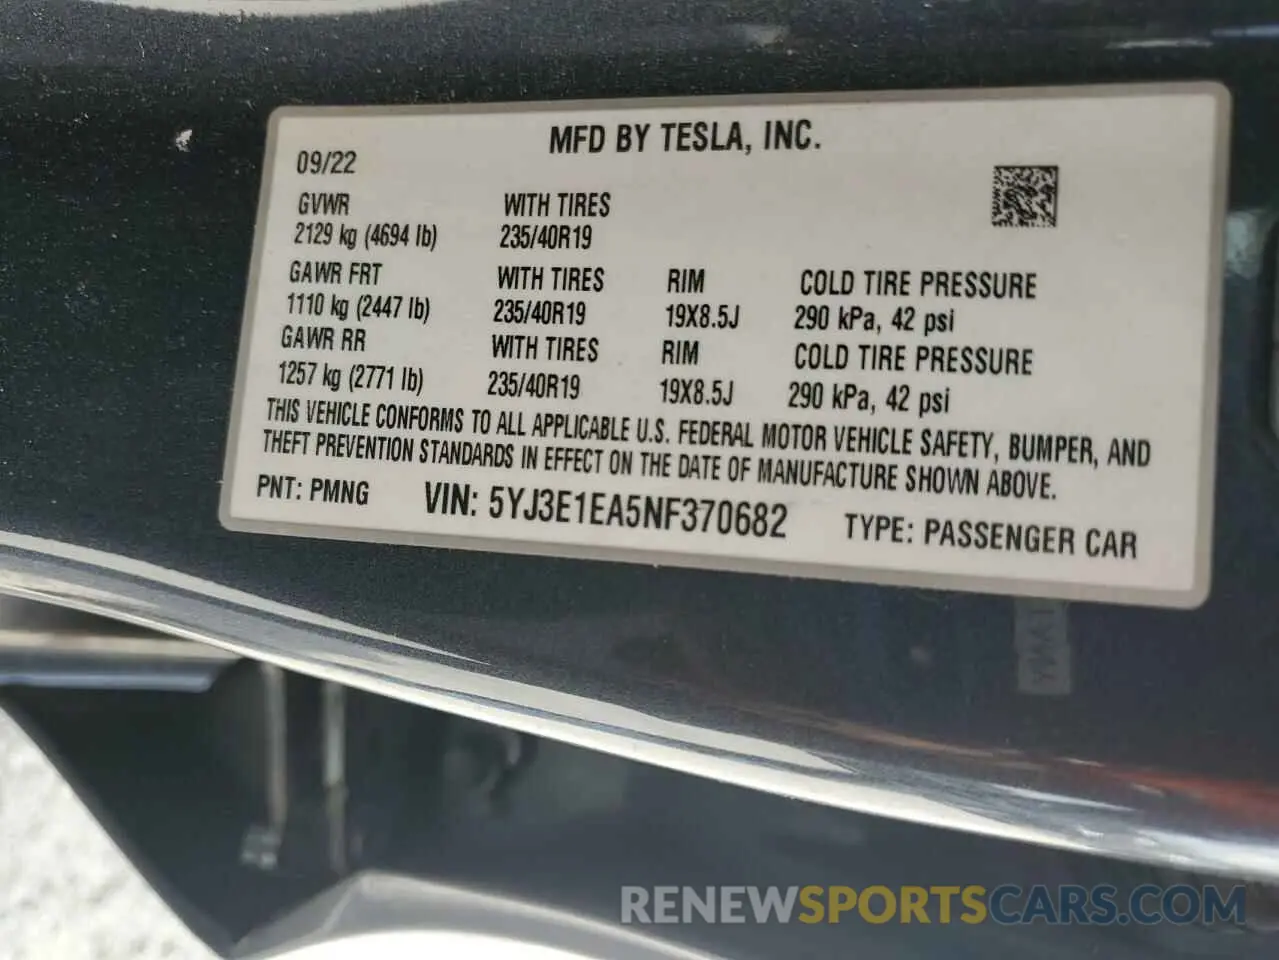 MFD BY TESLA, INC.
09/22
GVWR WITH TIRES
2129 kg (4694 lb) 235/40R19
GAWR FRT WITH TIRES RIM COLD TIRE PRESSURE
1110 kg (2447 lb) 235/40R19 19X8.5J 290 kPa, 42 psi
GAWR RR WITH TIRES RIM COLD TIRE PRESSURE
1257 kg (2771 lb) 235/40R19 19X8.5J 290 kPa, 42 psi
THIS VEHICLE CONFORMS TO ALL APPLICABLE U.S. FEDERAL MOTOR VEHICLE SAFETY, BUMPER, AND
THEFT PREVENTION STANDARDS IN EFFECT ON THE DATE OF MANUFACTURE SHOWN ABOVE.
PNT: PMNG VIN: 5YJ3E1EA5NF370682 TYPE: PASSENGER CAR
RENEWSPORTSCARS.COM